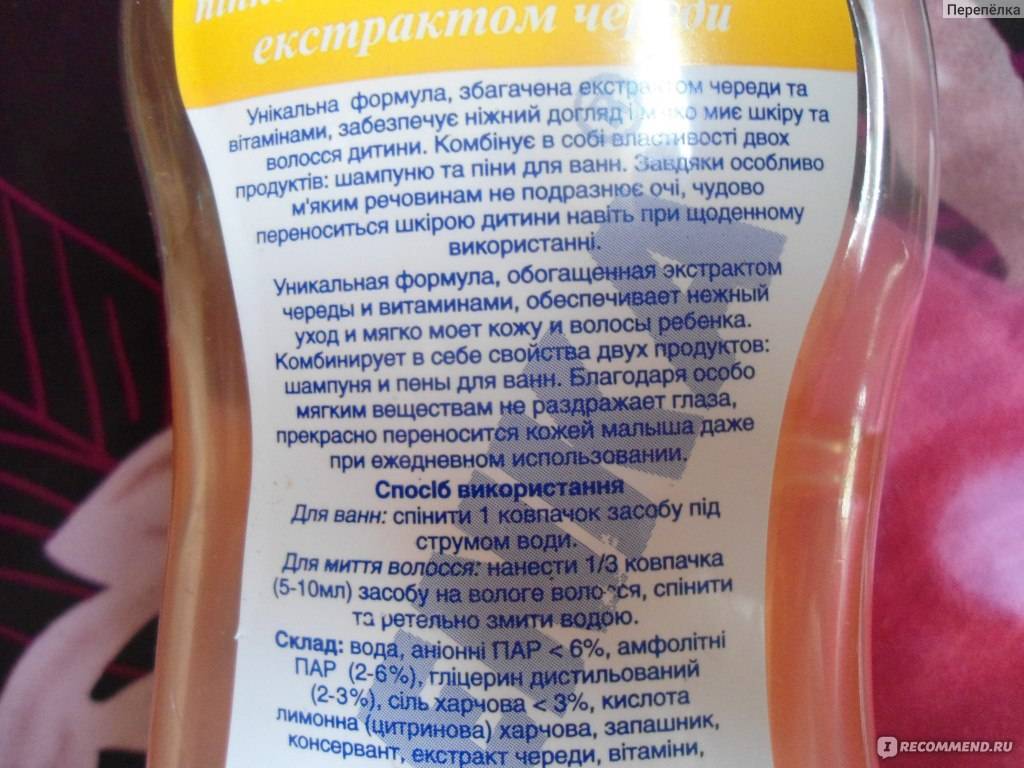 Перепёлка
екстрактом череди
Унікальна формула, збагачена екстрактом череди та
вітамінами, забезпечує ніжний догляд і м'яко миє шкіру та
волосся дитини. Комбінує в собі властивості двох
продуктів: шампуню та піни для ванн. Завдяки особливо
м'яким речовинам не подразнює очі, чудово
переноситься шкірою дитини навіть при щоденному
використанні.
Уникальная формула, обогащенная экстрактом
череды и витаминами, обеспечивает нежный
уход и мягко моет кожу и волосы ребенка.
Комбинирует в себе свойства двух продуктов:
шампуня и пены для ванн. Благодаря особо
мягким веществам не раздражает глаза,
прекрасно переносится кожей малыша даже
при ежедневном использовании.
Спосіб використання
Для ванн: спінити 1 ковпачок засобу під
струмом води.
Для миття волосся: нанести 1/3 ковпачка
(5-10мл) засобу на вологе волосся, спінити
та ретельно змити водою.
Склад: вода, аніонні ПАР < 6%, амфолітні
ПАР (2-6%), гліцерин дистильований
(2-3%), сіль харчова < 3%, кислота
лимонна (цитринова) харчова, запашник,
консервант, екстракт череди, вітаміни,
IRECOMMEND.RU